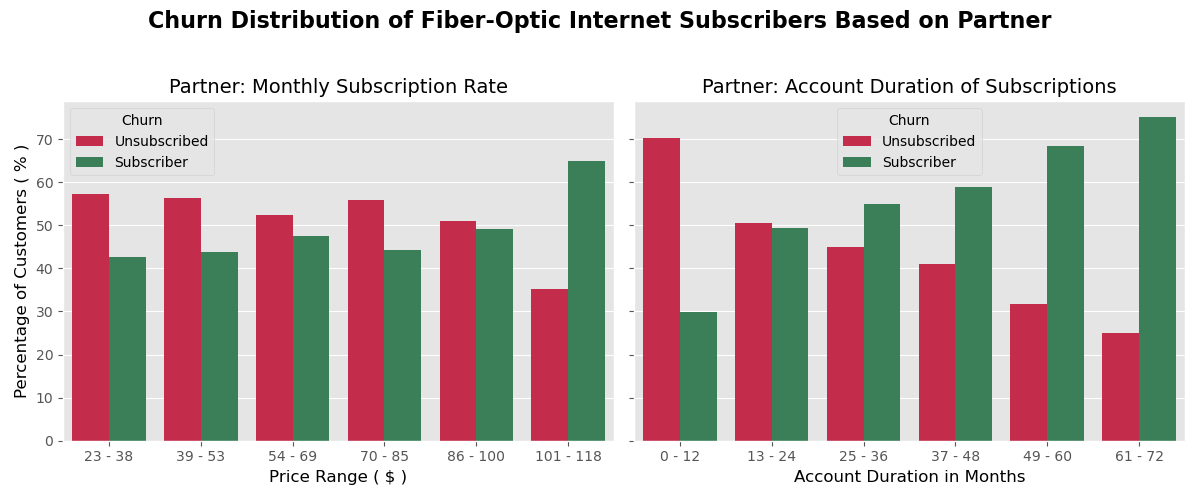 Churn Distribution of Fiber-Optic Internet Subscribers Based on Partner
Partner: Monthly Subscription Rate
Churn
Unsubscribed
Subscriber
Percentage of Customers ( % )
70
60
50
40
30
20
10
0
23 - 38 39 - 53 54 - 69 70 - 85 86 - 100 101 - 118
Price Range ( $ )
Partner: Account Duration of Subscriptions
Churn
Unsubscribed
Subscriber
0 - 12 13 - 24 25 - 36 37 - 48 49 - 60 61 - 72
Account Duration in Months